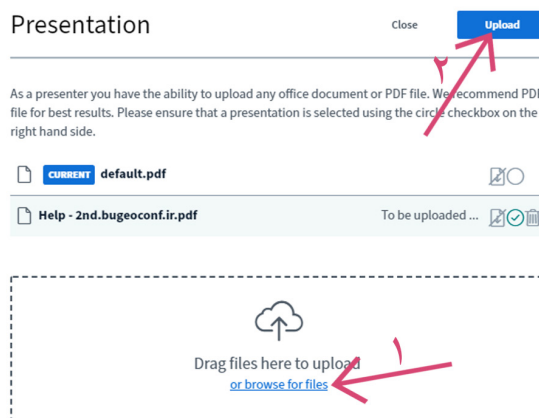 Presentation
Close
Upload
۲
As a presenter you have the ability to upload any office document or PDF file. We recommend PDF
file for best results. Please ensure that a presentation is selected using the circle checkbox on the
right hand side.
CURRENT default.pdf
Help - 2nd.bugeoconf.ir.pdf To be uploaded ...
Drag files here to upload
۱
or browse for files